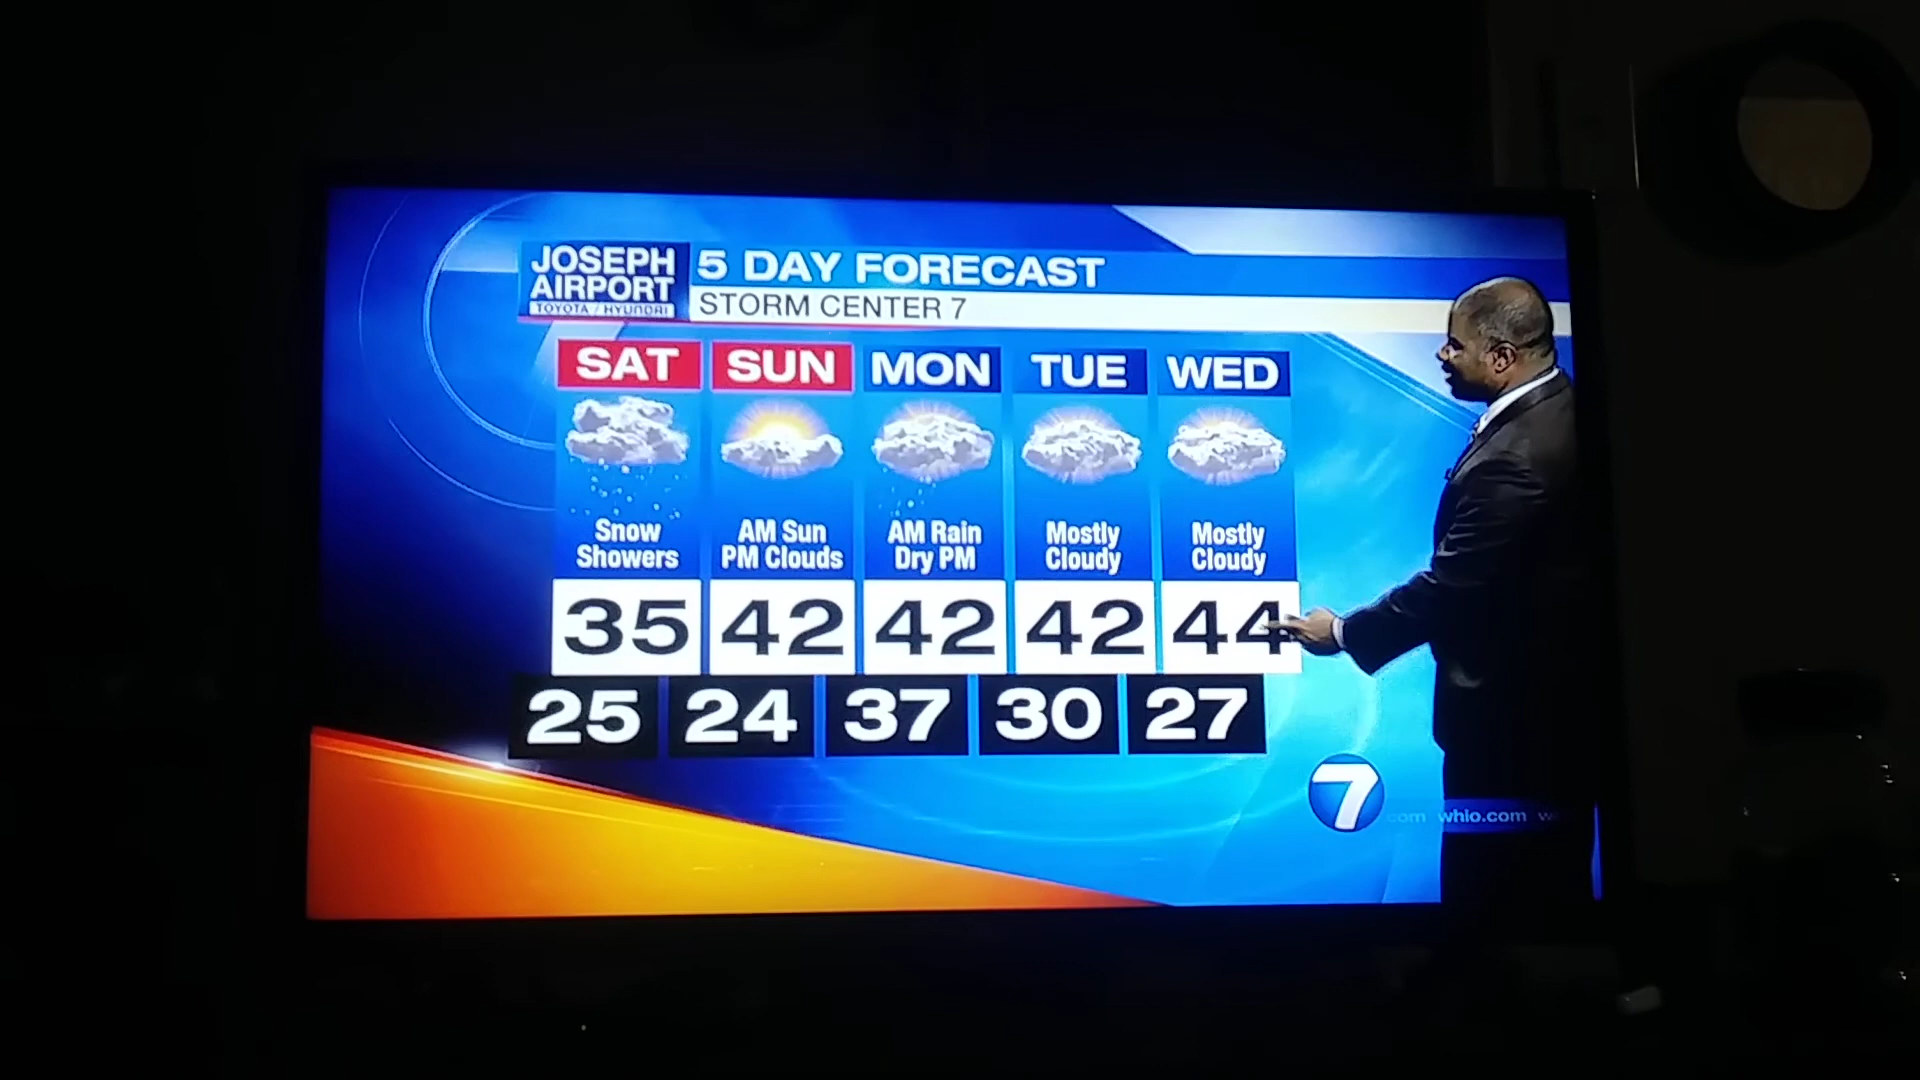 JOSEPH
AIRPORT
TOYOTA / HYUNDAI
5 DAY FORECAST
STORM CENTER 7
SAT SUN MON TUE WED
Snow
Showers
AM Sun
PM Clouds
AM Rain
Dry PM
Mostly
Cloudy
Mostly
Cloudy
35 42 42 42 44
25 24 37 30 27
7
com whio.com